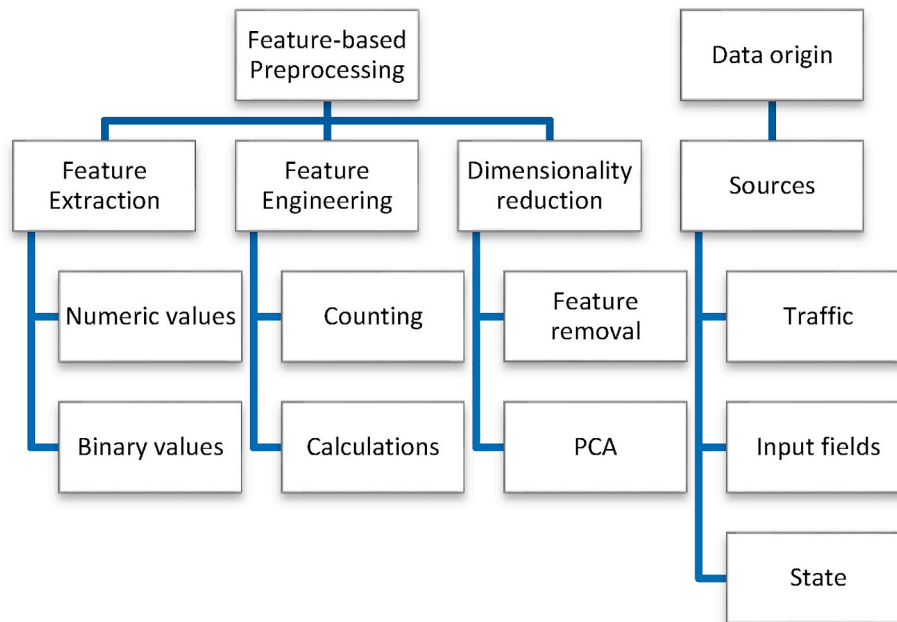 Feature-based
Preprocessing
Data origin
Feature
Extraction
Feature
Engineering
Dimensionality
reduction
Sources
Numeric values
Counting
Feature
removal
Traffic
Binary values
Calculations
PCA
Input fields
State